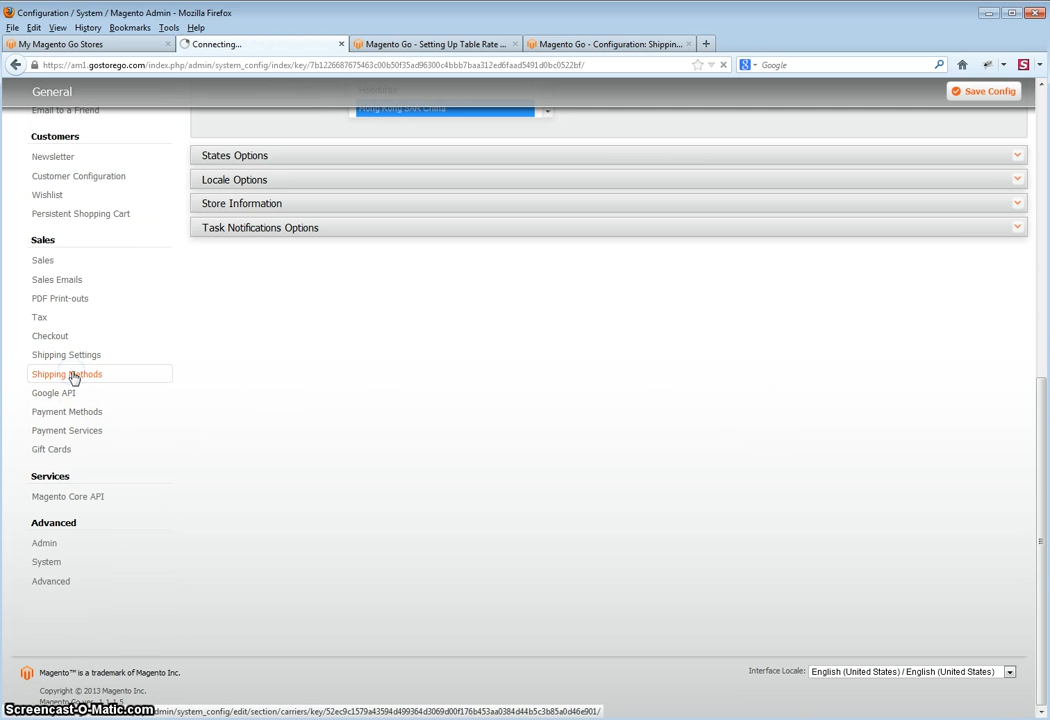 Configuration / System / Magento Admin - Mozilla Firefox
File Edit View History Bookmarks Tools Help
My Magento Go Stores
Connecting...
Magento Go - Setting Up Table Rate ...
Magento Go - Configuration: Shippin...
https://am1.gostorego.com/index.php/admin/system_config/index/key/7b1226687675463c00b50f35ad96300c4bbb7baa312ed6faad5491d0bc0522bf/
Google
General
Save Config
Honduras
Hong Kong SAR China
Email to a Friend
Customers
Newsletter
Customer Configuration
Wishlist
Persistent Shopping Cart
Sales
Sales
Sales Emails
PDF Print-outs
Tax
Checkout
Shipping Settings
Shipping Methods
Google API
Payment Methods
Payment Services
Gift Cards
Services
Magento Core API
Advanced
Admin
System
Advanced
States Options
Locale Options
Store Information
Task Notifications Options
Magento™ is a trademark of Magento Inc.
Interface Locale: English (United States) / English (United States)
Copyright © 2013 Magento Inc.
Screencast-O-Matic.com
dmin/system_config/edit/section/carriers/key/52ec9c1579a43594d499364d3069d00f176b453aa0384d44b5c3b85a0d46e901/